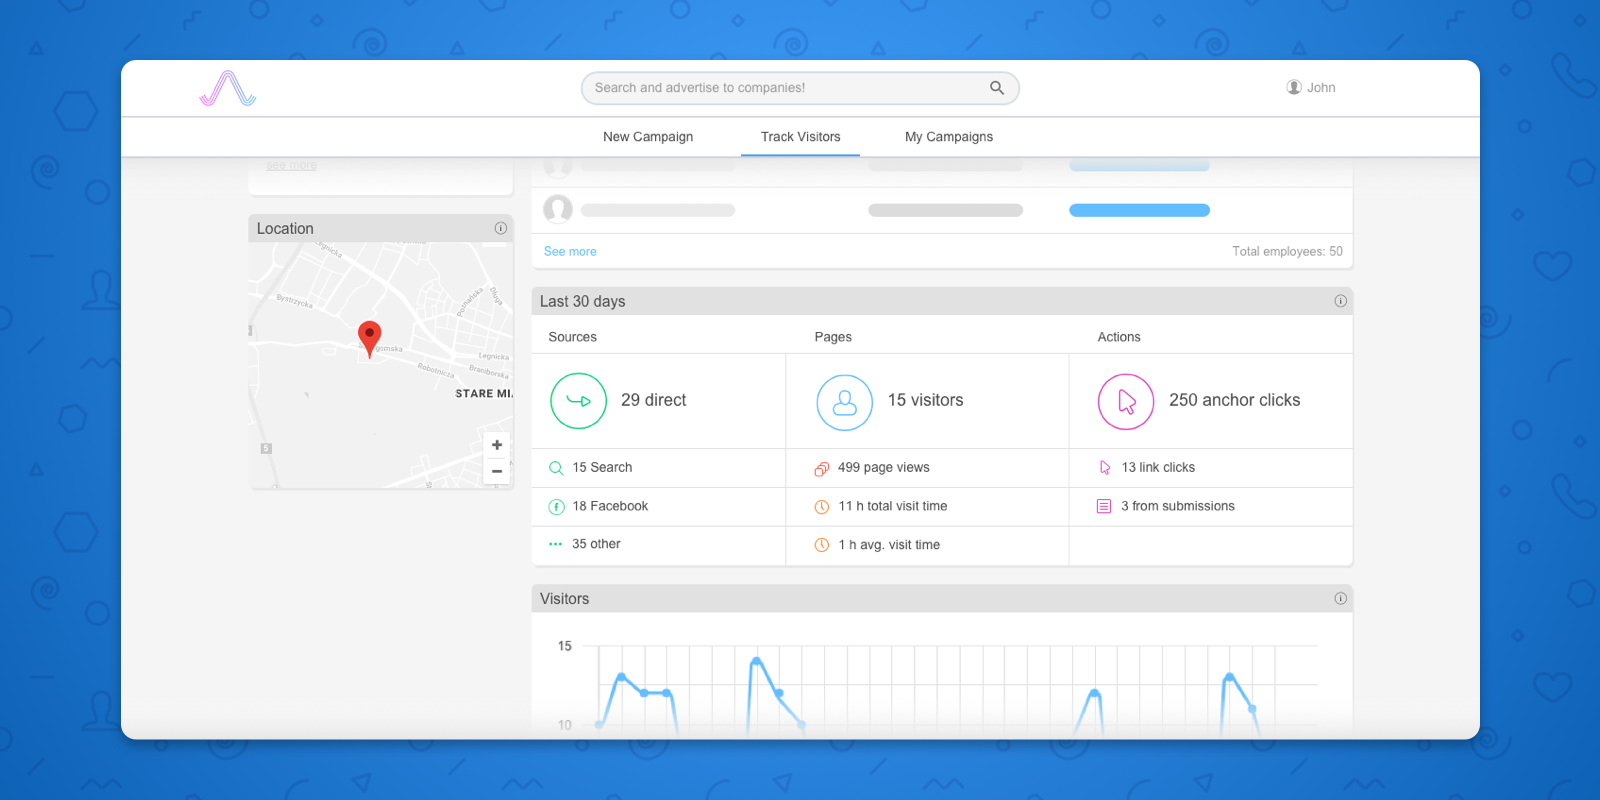 Search and advertise to companies!
John
New Campaign
Track Visitors
My Campaigns
see more
Location
Bystrzycka
Poznańska
Długa
Legnicka
Robotnicza
Braniborska
STARE MI
5
+
−
See more
Total employees: 50
Last 30 days
Sources
Pages
Actions
29 direct
15 visitors
250 anchor clicks
15 Search
499 page views
13 link clicks
18 Facebook
11 h total visit time
3 from submissions
35 other
1 h avg. visit time
Visitors
15
10